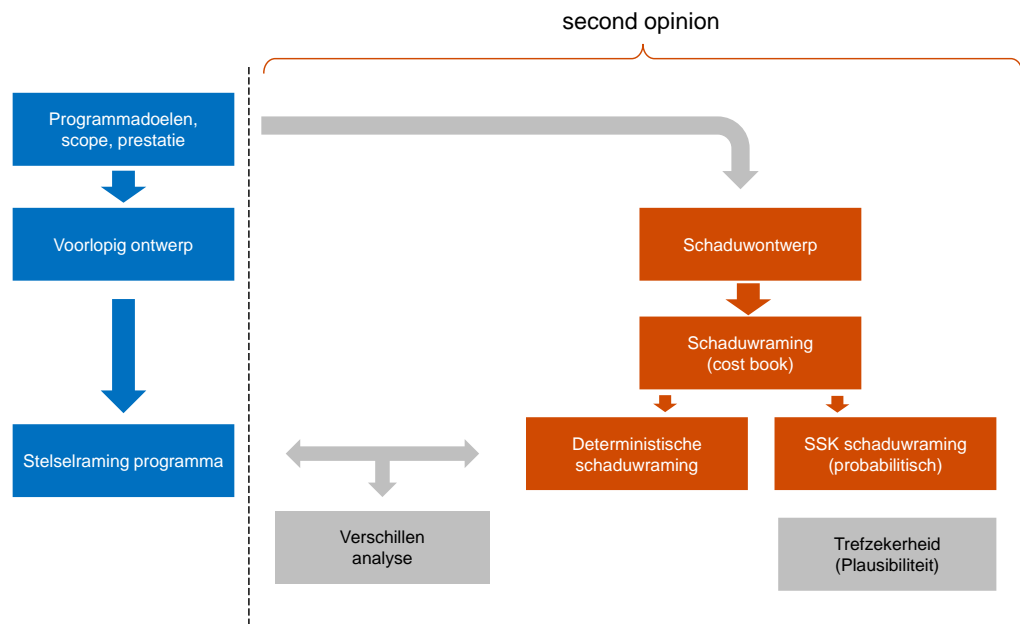 second opinion
Programmadoelen,
scope, prestatie
Voorlopig ontwerp
Schaduwontwerp
Schaduwraming
(cost book)
Stelselraming programma
Deterministische
schaduwraming
SSK schaduwraming
(probabilitisch)
Verschillen
analyse
Trefzekerheid
(Plausibiliteit)